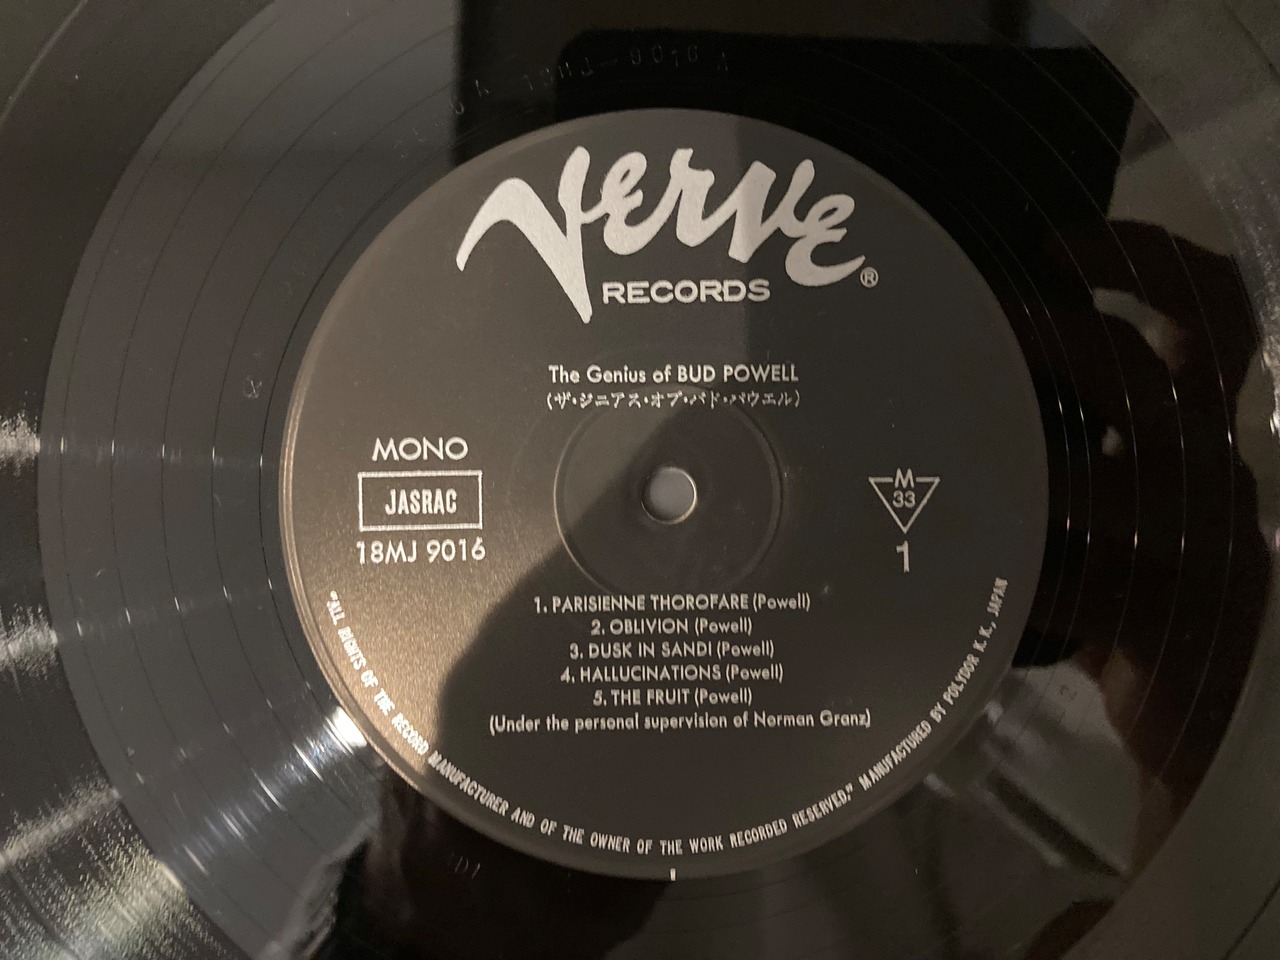 Verve
RECORDS
®
The Genius of BUD POWELL
(ザ・ジニアス・オブ・バド・パウエル)
MONO
JASRAC
18MJ 9016
M
33
1
1. PARISIENNE THOROFARE (Powell)
2. OBLIVION (Powell)
3. DUSK IN SANDI (Powell)
4. HALLUCINATIONS (Powell)
5. THE FRUIT (Powell)
(Under the personal supervision of Norman Granz)
"ALL RIGHTS OF THE RECORD MANUFACTURER AND OF THE OWNER OF THE WORK RECORDED RESERVED." MANUFACTURED BY POLYDOR K.K., JAPAN